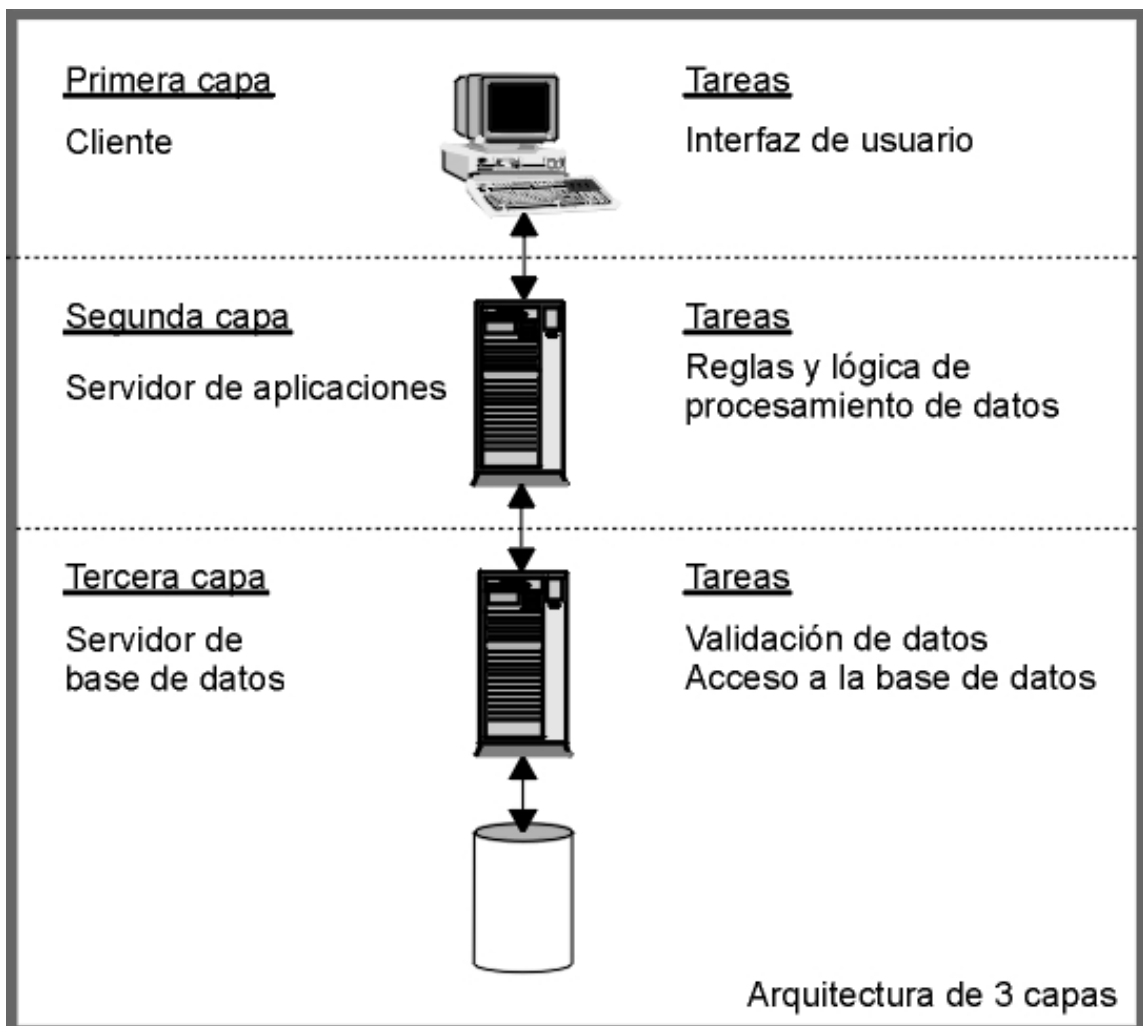 Primera capa
Cliente
Tareas
Interfaz de usuario
Segunda capa
Servidor de aplicaciones
Tareas
Reglas y lógica de
procesamiento de datos
Tercera capa
Servidor de
base de datos
Tareas
Validación de datos
Acceso a la base de datos
Arquitectura de 3 capas